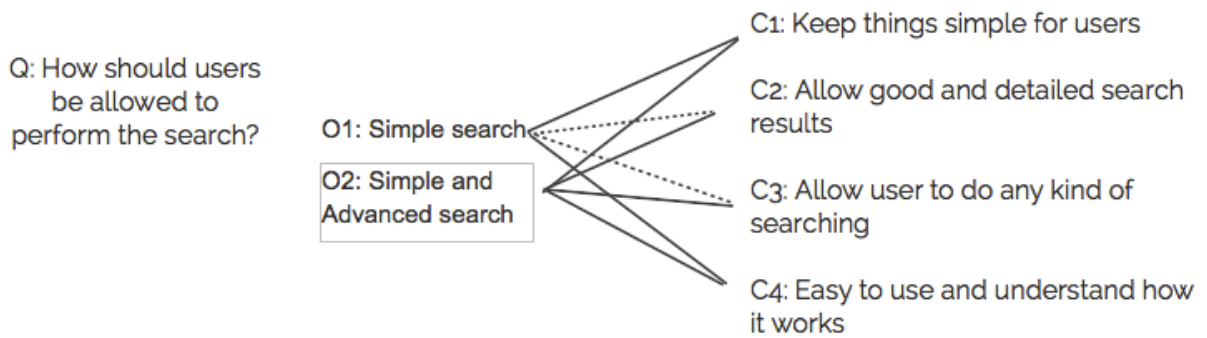 Q: How should users
be allowed to
perform the search?
O1: Simple search
O2: Simple and
Advanced search
C1: Keep things simple for users
C2: Allow good and detailed search
results
C3: Allow user to do any kind of
searching
C4: Easy to use and understand how
it works